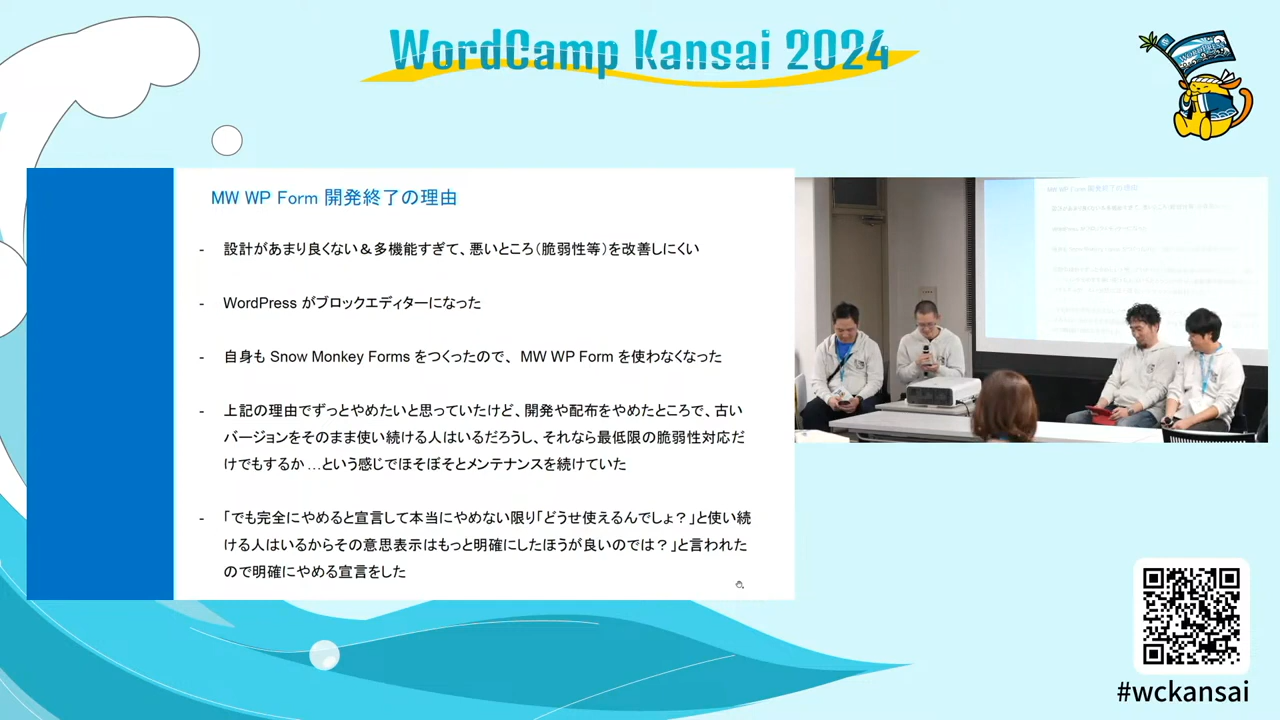 WordCamp Kansai 2024
WORDPRESS
MW WP Form 開発終了の理由
- 設計があまり良くない＆多機能すぎて、悪いところ（脆弱性等）を改善しにくい
- WordPress がブロックエディターになった
- 自身も Snow Monkey Forms をつくったので、 MW WP Form を使わなくなった
- 上記の理由でずっとやめたいと思っていたけど、開発や配布をやめたところで、古い
バージョンをそのまま使い続ける人はいるだろうし、それなら最低限の脆弱性対応だ
けでもするか…という感じでほそぼそとメンテナンスを続けていた
- 「でも完全にやめると宣言して本当にやめない限り「どうせ使えるんでしょ？」と使い続
ける人はいるからその意思表示はもっと明確にしたほうが良いのでは？」と言われた
ので明確にやめる宣言をした
MW WP Form 開発終了の理由
#wckansai